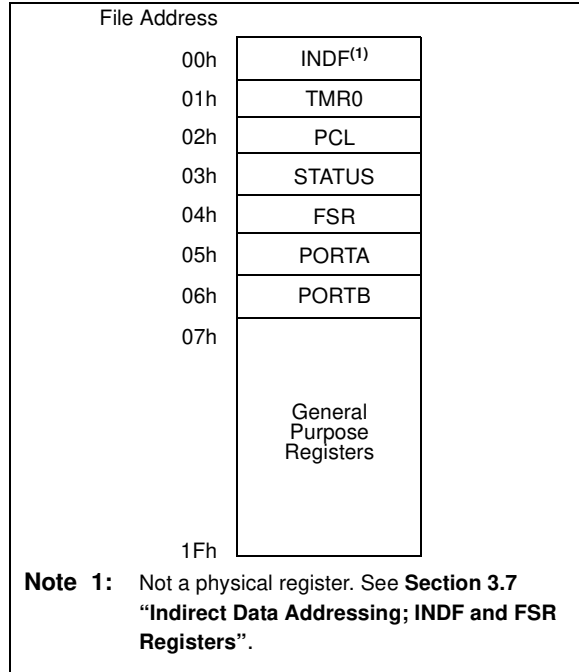 File Address
00h INDF(1)
01h TMR0
02h PCL
03h STATUS
04h FSR
05h PORTA
06h PORTB
07h
General
Purpose
Registers
1Fh
Note 1: Not a physical register. See Section 3.7
“Indirect Data Addressing; INDF and FSR
Registers”.